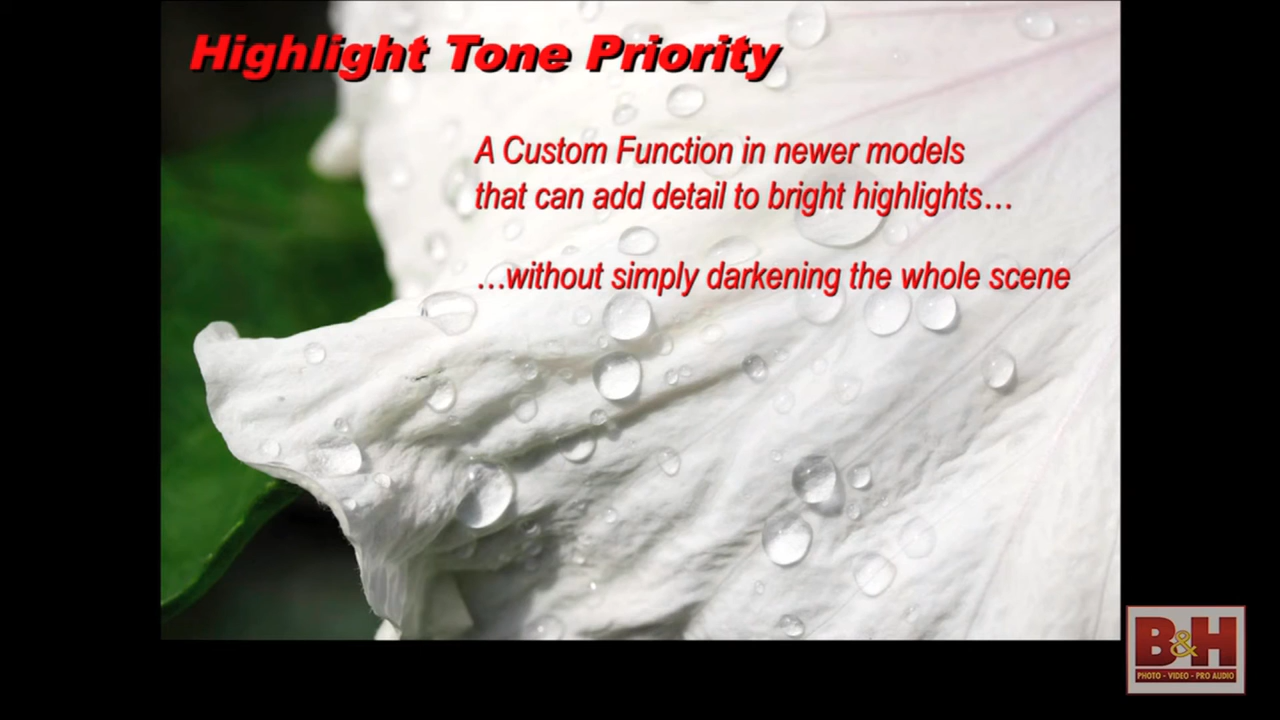 Highlight Tone Priority
A Custom Function in newer models
that can add detail to bright highlights...
...without simply darkening the whole scene
B&H
PHOTO - VIDEO - PRO AUDIO